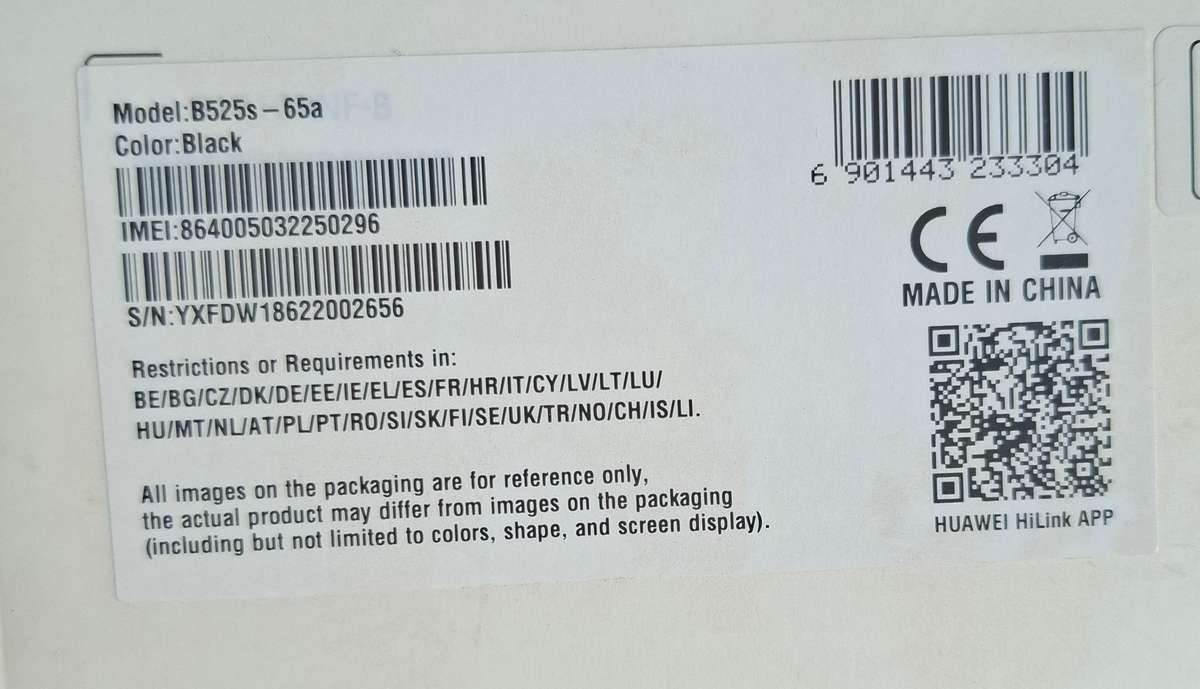 Model:B525s-65a
Color:Black
IMEI:864005032250296
S/N:YXFDW18622002656
Restrictions or Requirements in:
BE/BG/CZ/DK/DE/EE/IE/EL/ES/FR/HR/IT/CY/LV/LT/LU/
HU/MT/NL/AT/PL/PT/RO/SI/SK/FI/SE/UK/TR/NO/CH/IS/LI.
All images on the packaging are for reference only,
the actual product may differ from images on the packaging
(including but not limited to colors, shape, and screen display).
6 901443 233304
CE
MADE IN CHINA
HUAWEI HiLink APP